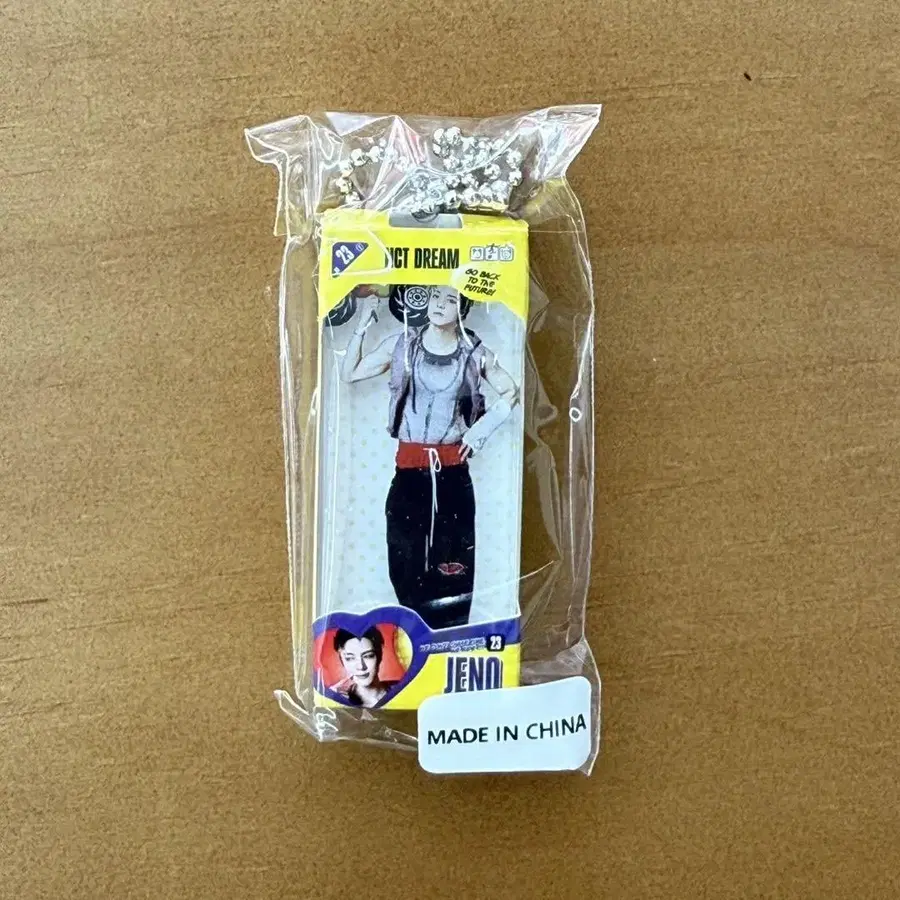 23
NCT DREAM
GO BACK
TO THE
FUTURE!
23
JENO
MADE IN CHINA